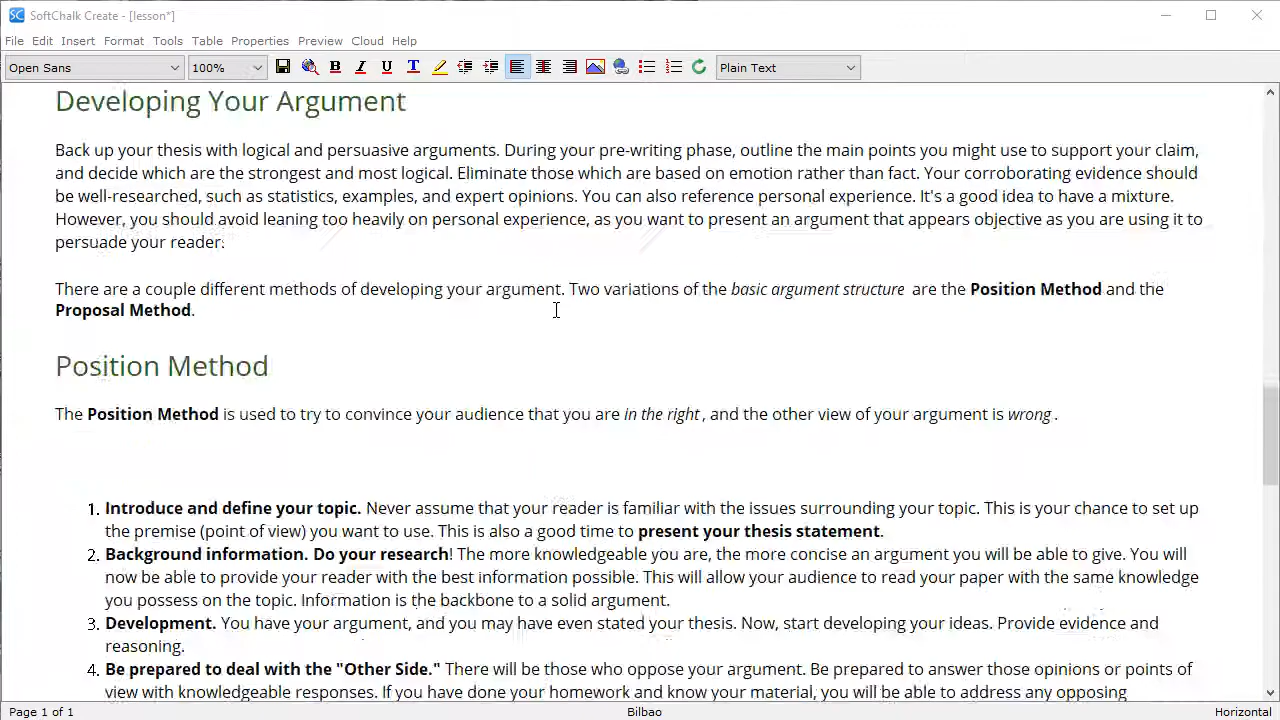 SoftChalk Create - [lesson*]
File Edit Insert Format Tools Table Properties Preview Cloud Help
Open Sans 100% B I U T Plain Text
Developing Your Argument
Back up your thesis with logical and persuasive arguments. During your pre-writing phase, outline the main points you might use to support your claim,
and decide which are the strongest and most logical. Eliminate those which are based on emotion rather than fact. Your corroborating evidence should
be well-researched, such as statistics, examples, and expert opinions. You can also reference personal experience. It's a good idea to have a mixture.
However, you should avoid leaning too heavily on personal experience, as you want to present an argument that appears objective as you are using it to
persuade your reader.
There are a couple different methods of developing your argument. Two variations of the basic argument structure are the Position Method and the
Proposal Method.
Position Method
The Position Method is used to try to convince your audience that you are in the right, and the other view of your argument is wrong.
1. Introduce and define your topic. Never assume that your reader is familiar with the issues surrounding your topic. This is your chance to set up
the premise (point of view) you want to use. This is also a good time to present your thesis statement.
2. Background information. Do your research! The more knowledgeable you are, the more concise an argument you will be able to give. You will
now be able to provide your reader with the best information possible. This will allow your audience to read your paper with the same knowledge
you possess on the topic. Information is the backbone to a solid argument.
3. Development. You have your argument, and you may have even stated your thesis. Now, start developing your ideas. Provide evidence and
reasoning.
4. Be prepared to deal with the "Other Side." There will be those who oppose your argument. Be prepared to answer those opinions or points of
view with knowledgeable responses. If you have done your homework and know your material, you will be able to address any opposing
Page 1 of 1 Bilbao Horizontal